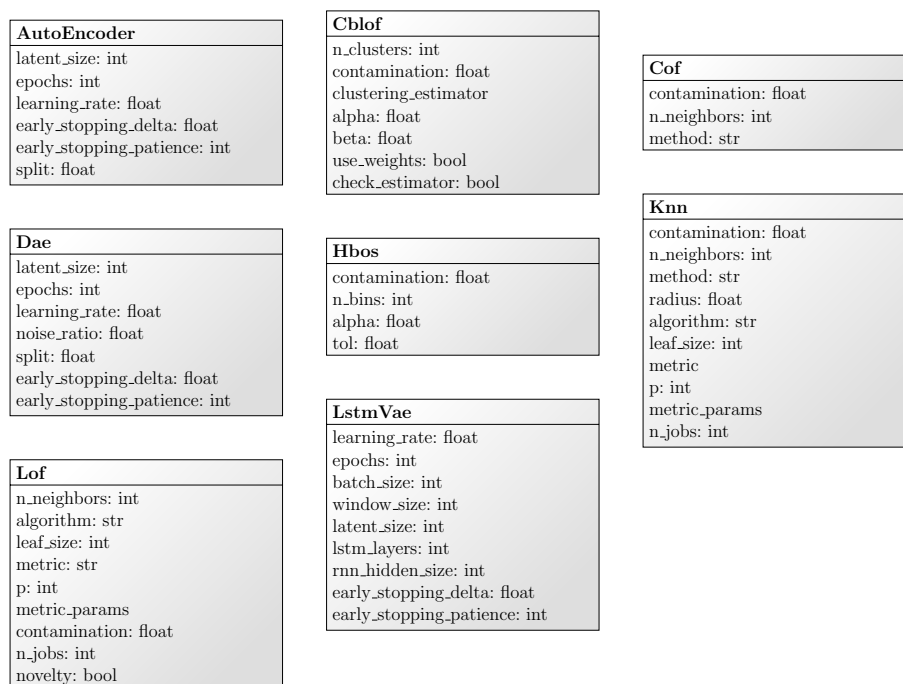 AutoEncoder
latent_size: int
epochs: int
learning_rate: float
early_stopping_delta: float
early_stopping_patience: int
split: float
Cblof
n_clusters: int
contamination: float
clustering_estimator
alpha: float
beta: float
use_weights: bool
check_estimator: bool
Cof
contamination: float
n_neighbors: int
method: str
Dae
latent_size: int
epochs: int
learning_rate: float
noise_ratio: float
split: float
early_stopping_delta: float
early_stopping_patience: int
Hbos
contamination: float
n_bins: int
alpha: float
tol: float
Knn
contamination: float
n_neighbors: int
method: str
radius: float
algorithm: str
leaf_size: int
metric
p: int
metric_params
n_jobs: int
Lof
n_neighbors: int
algorithm: str
leaf_size: int
metric: str
p: int
metric_params
contamination: float
n_jobs: int
novelty: bool
LstmVae
learning_rate: float
epochs: int
batch_size: int
window_size: int
latent_size: int
lstm_layers: int
rnn_hidden_size: int
early_stopping_delta: float
early_stopping_patience: int